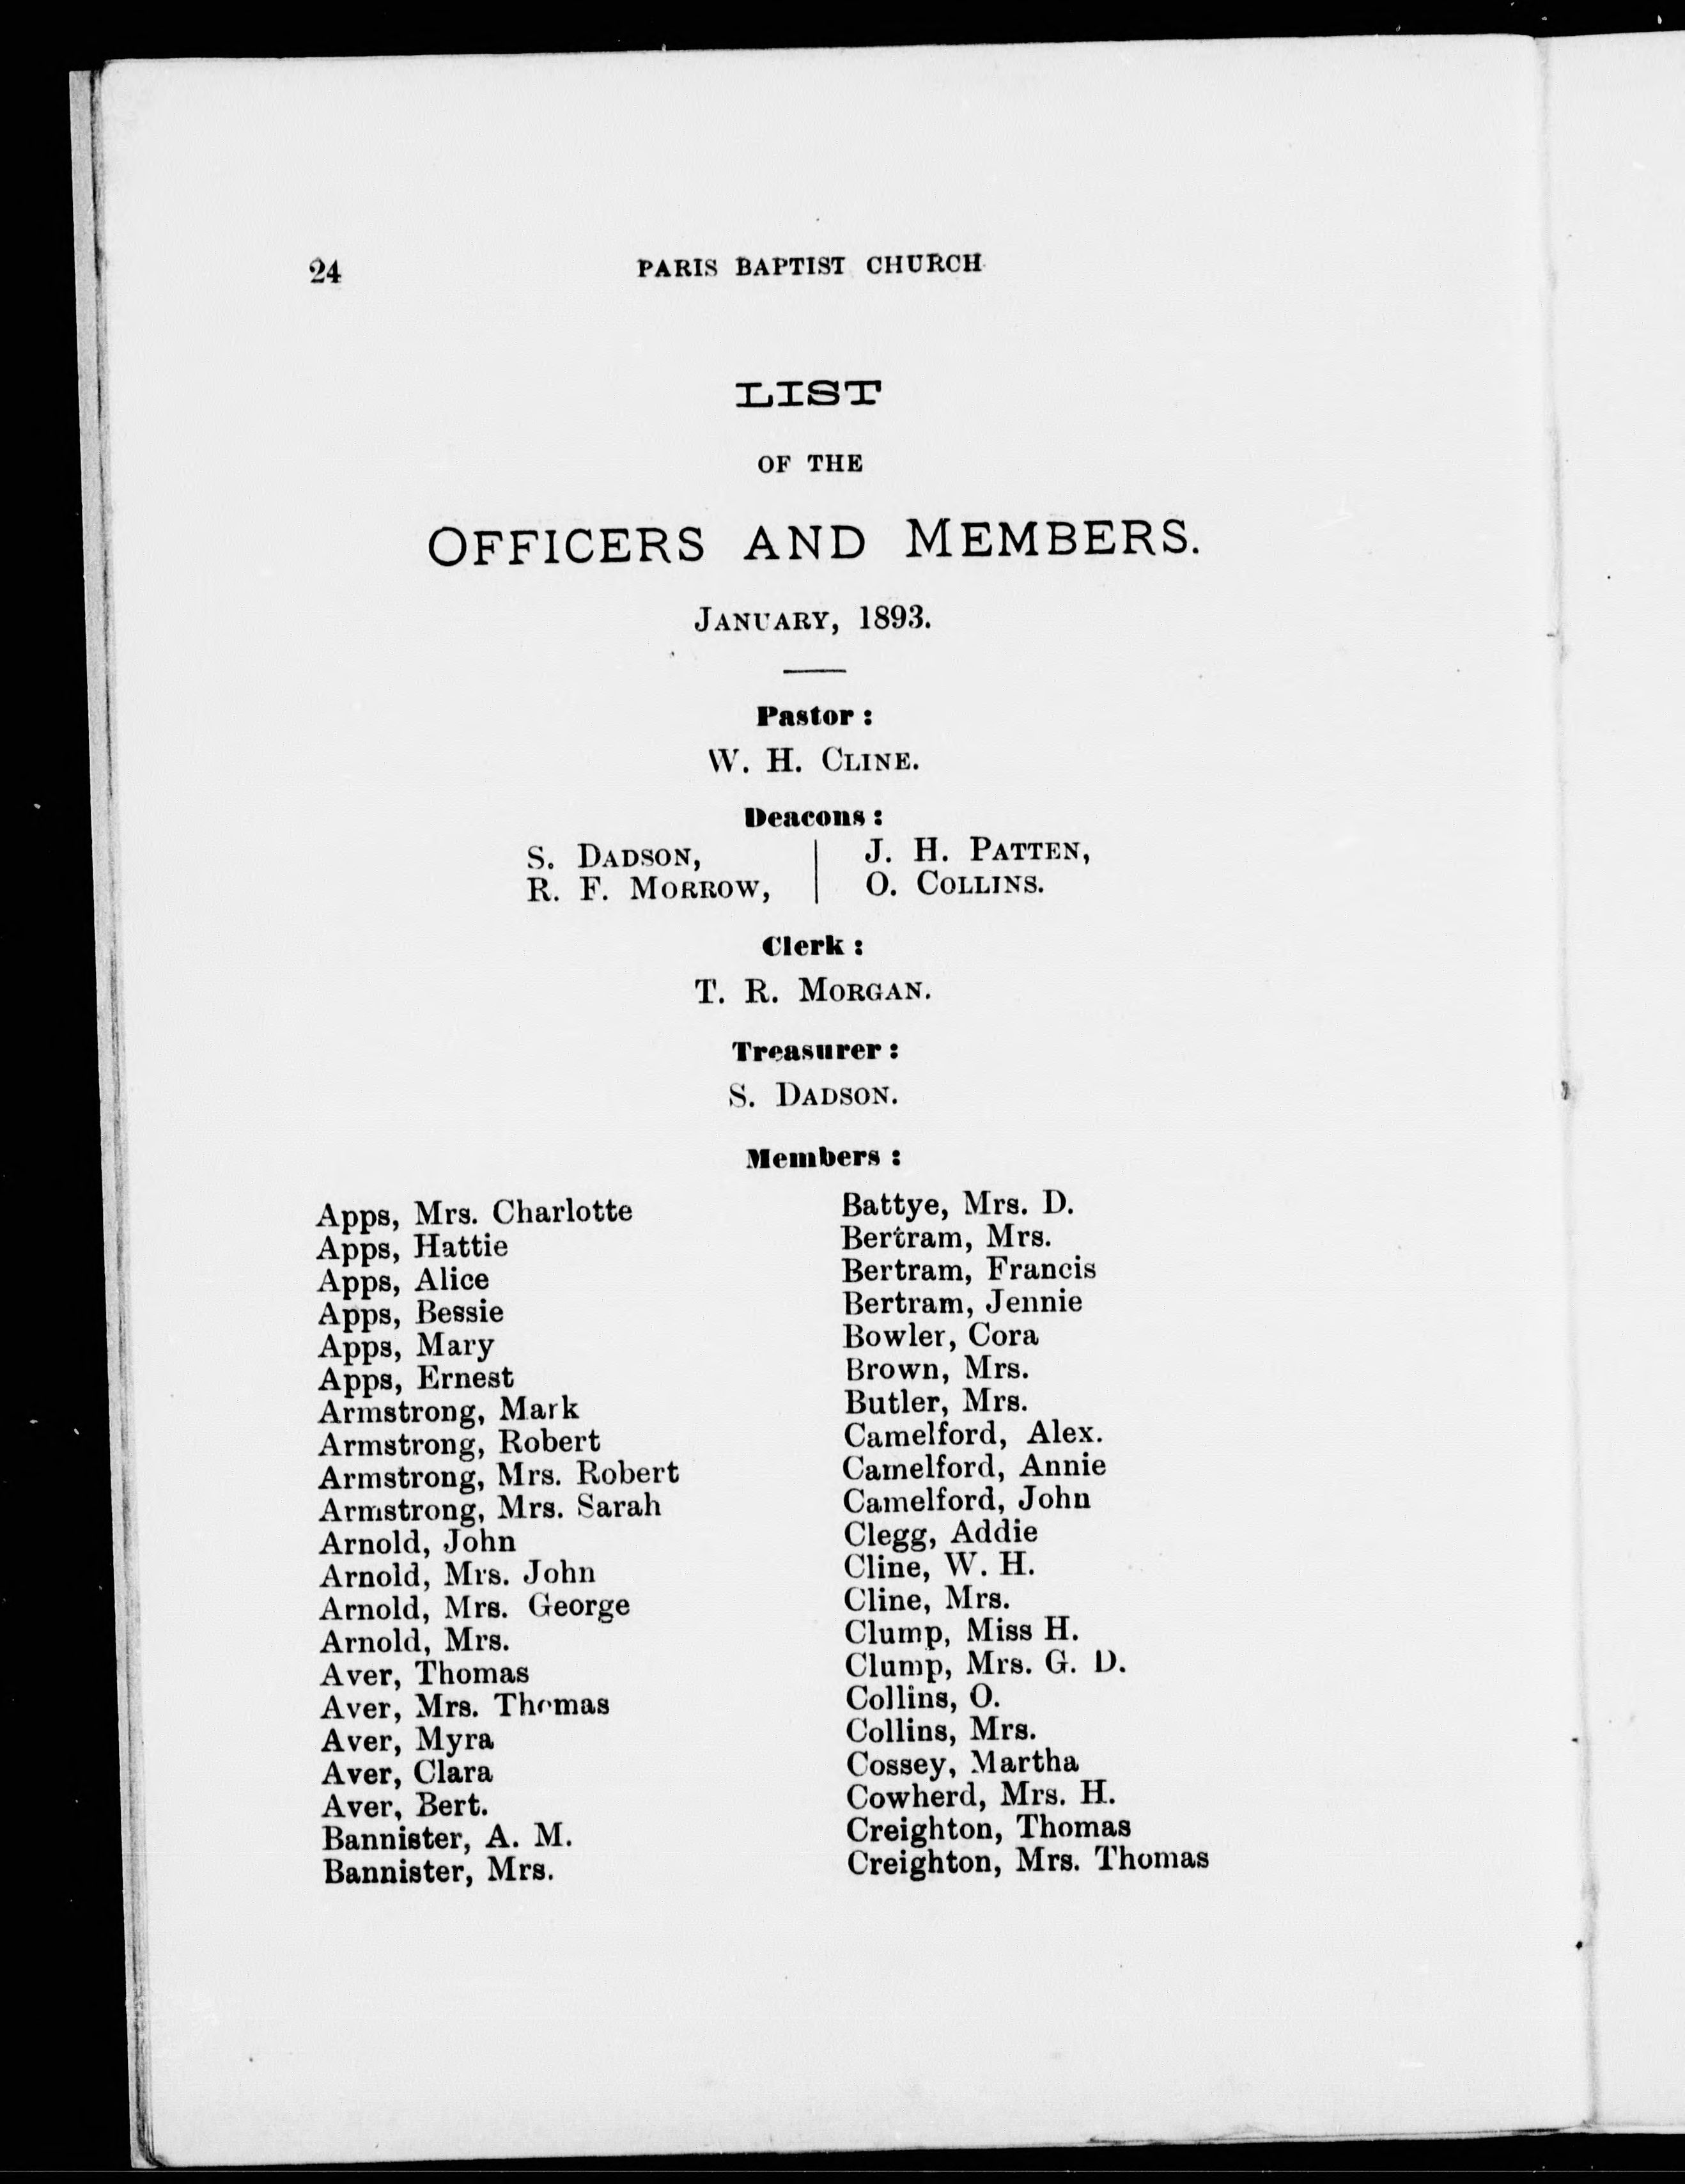 24 PARIS BAPTIST CHURCH
LIST
OF THE
OFFICERS AND MEMBERS.
JANUARY, 1893.
Pastor :
W. H. CLINE.
Deacons :
S. DADSON,
R. F. MORROW,
J. H. PATTEN,
O. COLLINS.
Clerk :
T. R. MORGAN.
Treasurer :
S. DADSON.
Members :
Apps, Mrs. Charlotte
Apps, Hattie
Apps, Alice
Apps, Bessie
Apps, Mary
Apps, Ernest
Armstrong, Mark
Armstrong, Robert
Armstrong, Mrs. Robert
Armstrong, Mrs. Sarah
Arnold, John
Arnold, Mrs. John
Arnold, Mrs. George
Arnold, Mrs.
Aver, Thomas
Aver, Mrs. Thomas
Aver, Myra
Aver, Clara
Aver, Bert.
Bannister, A. M.
Bannister, Mrs.
Battye, Mrs. D.
Bertram, Mrs.
Bertram, Francis
Bertram, Jennie
Bowler, Cora
Brown, Mrs.
Butler, Mrs.
Camelford, Alex.
Camelford, Annie
Camelford, John
Clegg, Addie
Cline, W. H.
Cline, Mrs.
Clump, Miss H.
Clump, Mrs. G. D.
Collins, O.
Collins, Mrs.
Cossey, Martha
Cowherd, Mrs. H.
Creighton, Thomas
Creighton, Mrs. Thomas